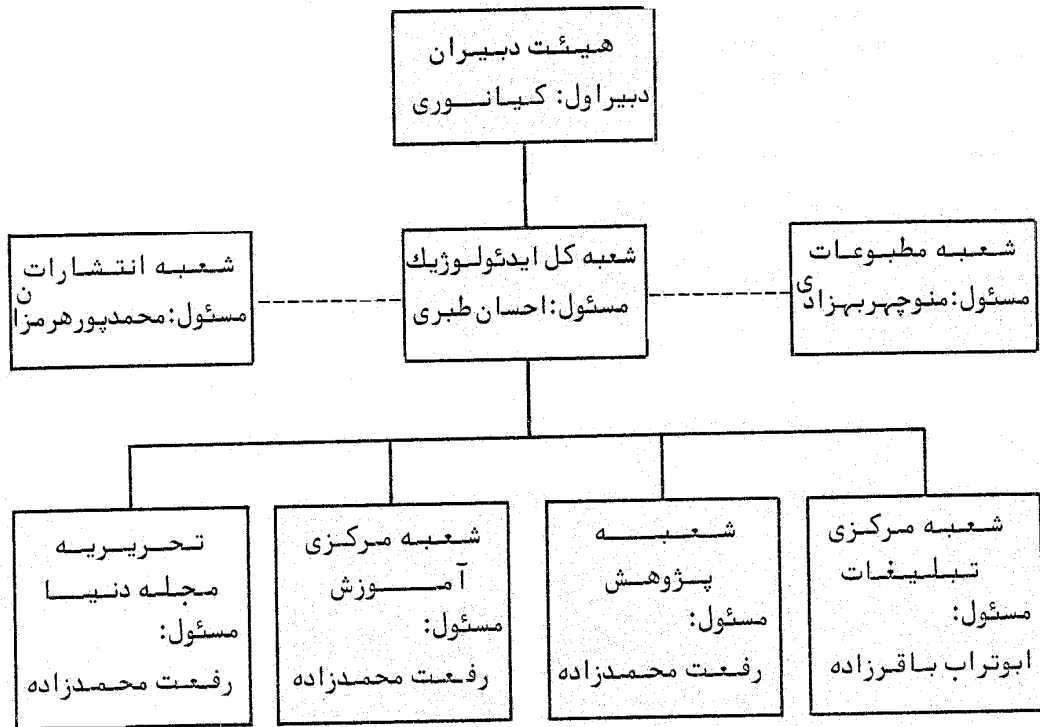 هیئت دبیران
دبیراول: کیانوری
شعبه مطبوعات
مسئول: منوچهربهزادی
شعبه کل ایدئولوژیك
مسئول: احسان طبری
شعبه انتشارات
مسئول: محمدپورهرمزان
شعبه مرکزی
تبلیغات
مسئول:
ابوتراب باقرزاده
شعبه
پژوهش
مسئول:
رفعت محمدزاده
شعبه مرکزی
آموزش
مسئول:
رفعت محمدزاده
تحریریه
مجله دنیا
مسئول:
رفعت محمدزاده